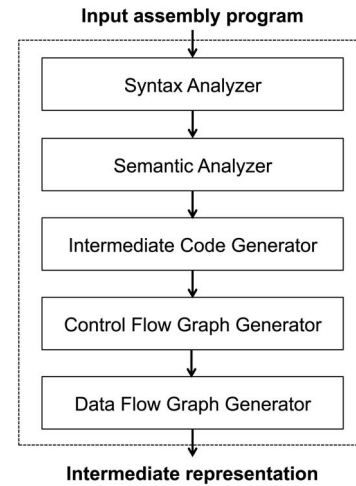 Input assembly program
Syntax Analyzer
Semantic Analyzer
Intermediate Code Generator
Control Flow Graph Generator
Data Flow Graph Generator
Intermediate representation